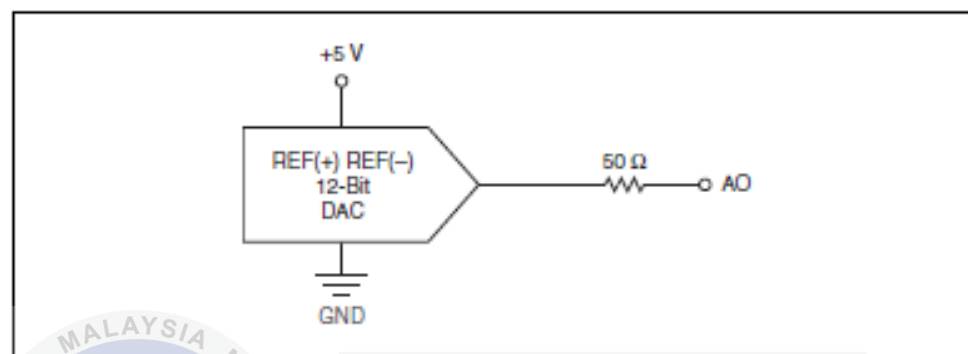 +5 V
REF(+) REF(–)
12-Bit
DAC
50 Ω
AO
GND
MALAYSIA